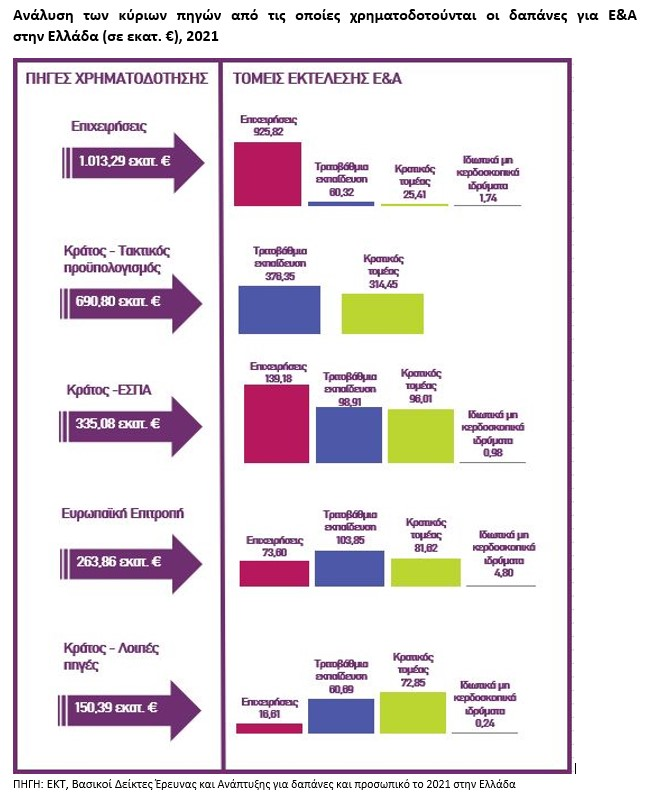 Ανάλυση των κύριων πηγών από τις οποίες χρηματοδοτούνται οι δαπάνες για Ε&Α
στην Ελλάδα (σε εκατ. €), 2021
ΠΗΓΕΣ ΧΡΗΜΑΤΟΔΟΤΗΣΗΣ
ΤΟΜΕΙΣ ΕΚΤΕΛΕΣΗΣ Ε&Α
Επιχειρήσεις
1.013,29 εκατ. €
Επιχειρήσεις
925,82
Τριτοβάθμια
εκπαίδευση
60,32
Κρατικός
τομέας
25,41
Ιδιωτικά μη
κερδοσκοπικά
ιδρύματα
1,74
Κράτος - Τακτικός
προϋπολογισμός
690,80 εκατ. €
Τριτοβάθμια
εκπαίδευση
376,35
Κρατικός
τομέας
314,45
Κράτος -ΕΣΠΑ
335,08 εκατ. €
Επιχειρήσεις
139,18
Τριτοβάθμια
εκπαίδευση
98,91
Κρατικός
τομέας
96,01
Ιδιωτικά μη
κερδοσκοπικά
ιδρύματα
0,98
Ευρωπαϊκή Επιτροπή
263,86 εκατ. €
Επιχειρήσεις
73,60
Τριτοβάθμια
εκπαίδευση
103,85
Κρατικός
τομέας
81,62
Ιδιωτικά μη
κερδοσκοπικά
ιδρύματα
4,80
Κράτος - Λοιπές
πηγές
150,39 εκατ. €
Επιχειρήσεις
16,61
Τριτοβάθμια
εκπαίδευση
60,69
Κρατικός
τομέας
72,85
Ιδιωτικά μη
κερδοσκοπικά
ιδρύματα
0,24
ΠΗΓΗ: ΕΚΤ, Βασικοί Δείκτες Έρευνας και Ανάπτυξης για δαπάνες και προσωπικό το 2021 στην Ελλάδα